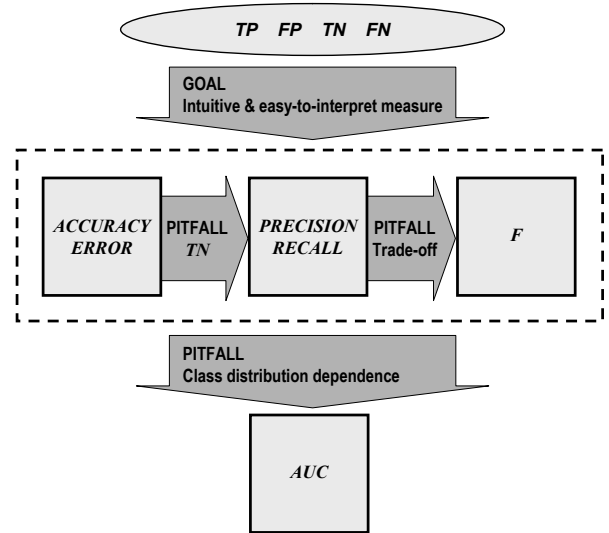 TP FP TN FN
GOAL
Intuitive & easy-to-interpret measure
ACCURACY
ERROR
PITFALL
TN
PRECISION
RECALL
PITFALL
Trade-off
F
PITFALL
Class distribution dependence
AUC